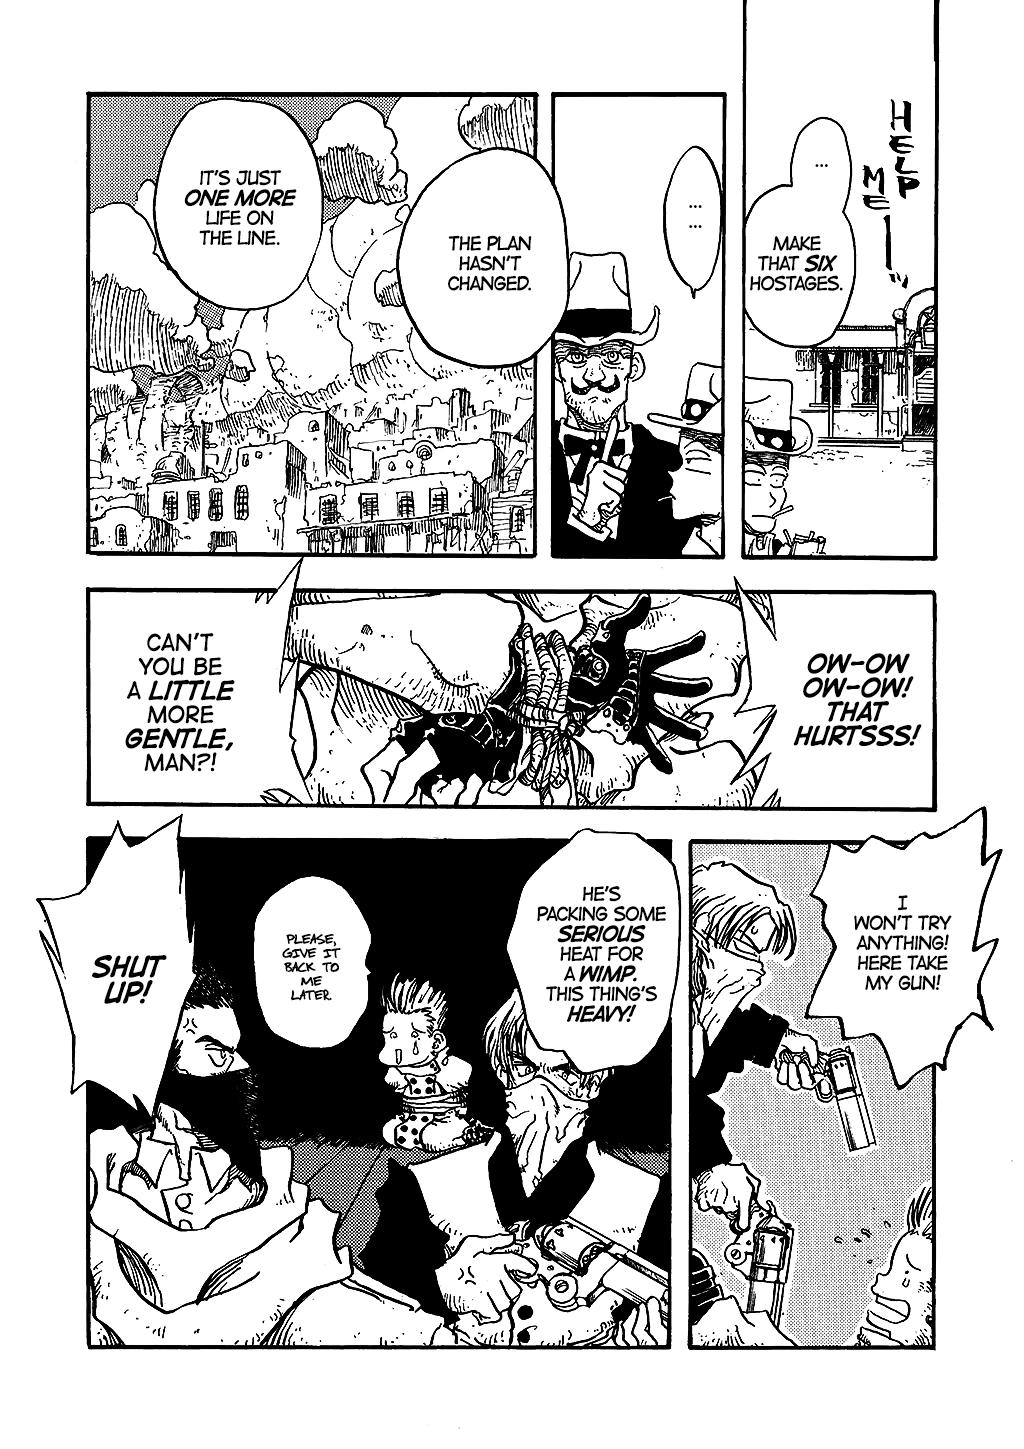 HELP
ME!
...
MAKE
THAT SIX
HOSTAGES.
...
...
THE PLAN
HASN'T
CHANGED.
IT'S JUST
ONE MORE
LIFE ON
THE LINE.
OW-OW
OW-OW!
THAT
HURTSSS!
CAN'T
YOU BE
A LITTLE
MORE
GENTLE,
MAN?!
I
WON'T TRY
ANYTHING!
HERE TAKE
MY GUN!
HE'S
PACKING SOME
SERIOUS
HEAT FOR
A WIMP.
THIS THING'S
HEAVY!
PLEASE,
GIVE IT
BACK TO
ME
LATER.
SHUT
UP!